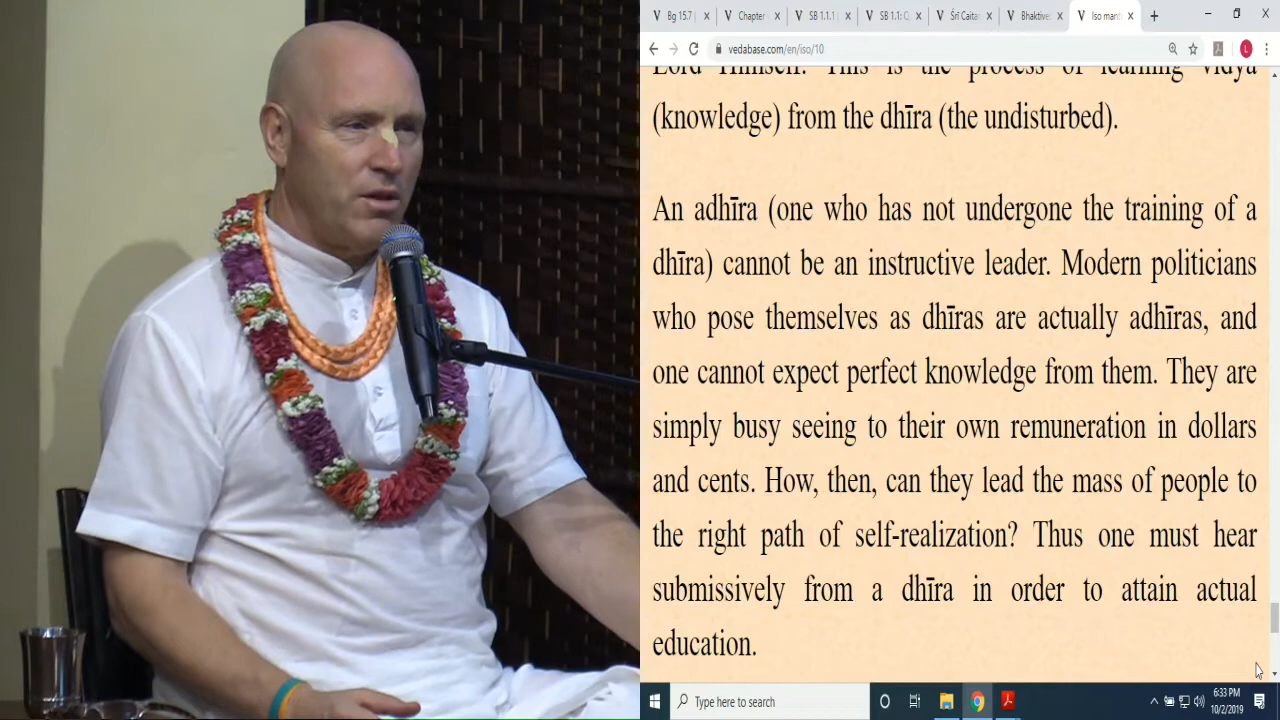 Bg 15.7
Chapter
SB 1.1.1
SB 1.1:
Śrī Caita
Bhaktive
Iso man
vedabase.com/en/iso/10
Lord Himself. This is the process of learning vidyā
(knowledge) from the dhīra (the undisturbed).
An adhīra (one who has not undergone the training of a
dhīra) cannot be an instructive leader. Modern politicians
who pose themselves as dhīras are actually adhīras, and
one cannot expect perfect knowledge from them. They are
simply busy seeing to their own remuneration in dollars
and cents. How, then, can they lead the mass of people to
the right path of self-realization? Thus one must hear
submissively from a dhīra in order to attain actual
education.
Type here to search
6:33 PM
10/2/2019